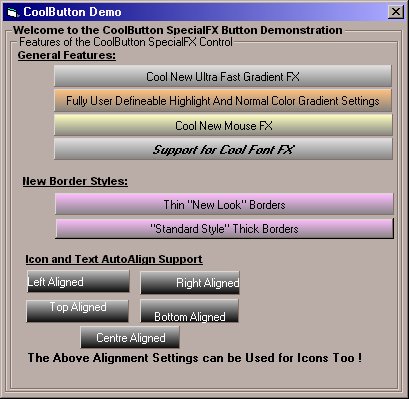 CoolButton Demo
Welcome to the CoolButton SpecialFX Button Demonstration
Features of the CoolButton SpecialFX Control
General Features:
Cool New Ultra Fast Gradient FX
Fully User Defineable Highlight And Normal Color Gradient Settings
Cool New Mouse FX
Support for Cool Font FX
New Border Styles:
Thin "New Look" Borders
"Standard Style" Thick Borders
Icon and Text AutoAlign Support
Left Aligned
Right Aligned
Top Aligned
Bottom Aligned
Centre Aligned
The Above Alignment Settings can be Used for Icons Too !